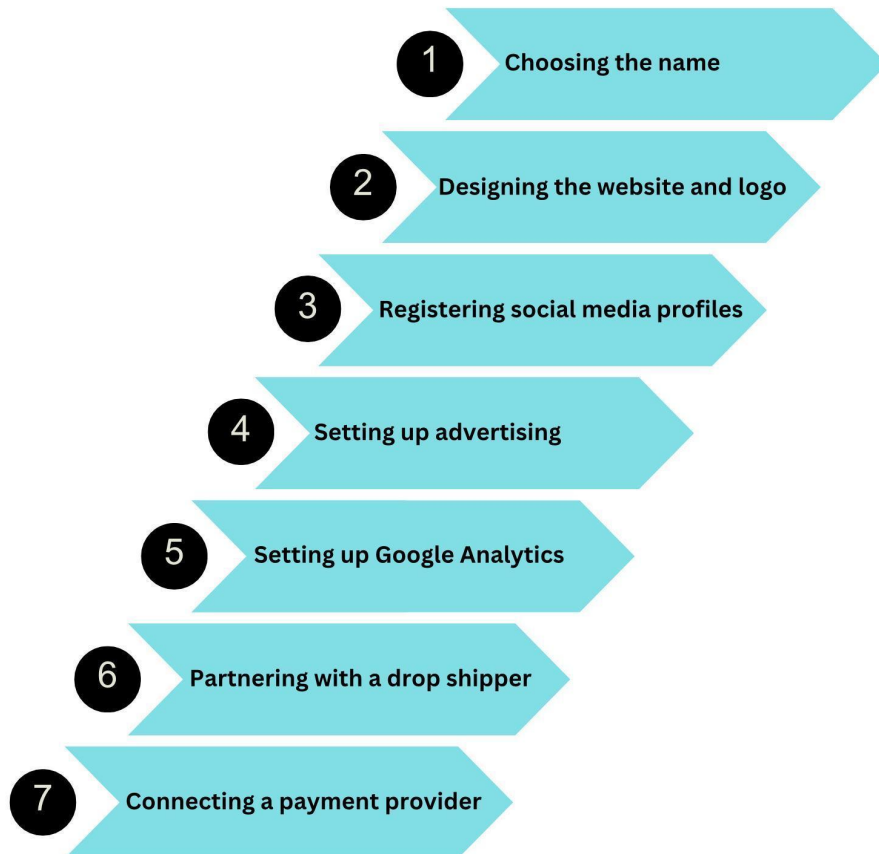 1 Choosing the name
2 Designing the website and logo
3 Registering social media profiles
4 Setting up advertising
5 Setting up Google Analytics
6 Partnering with a drop shipper
7 Connecting a payment provider